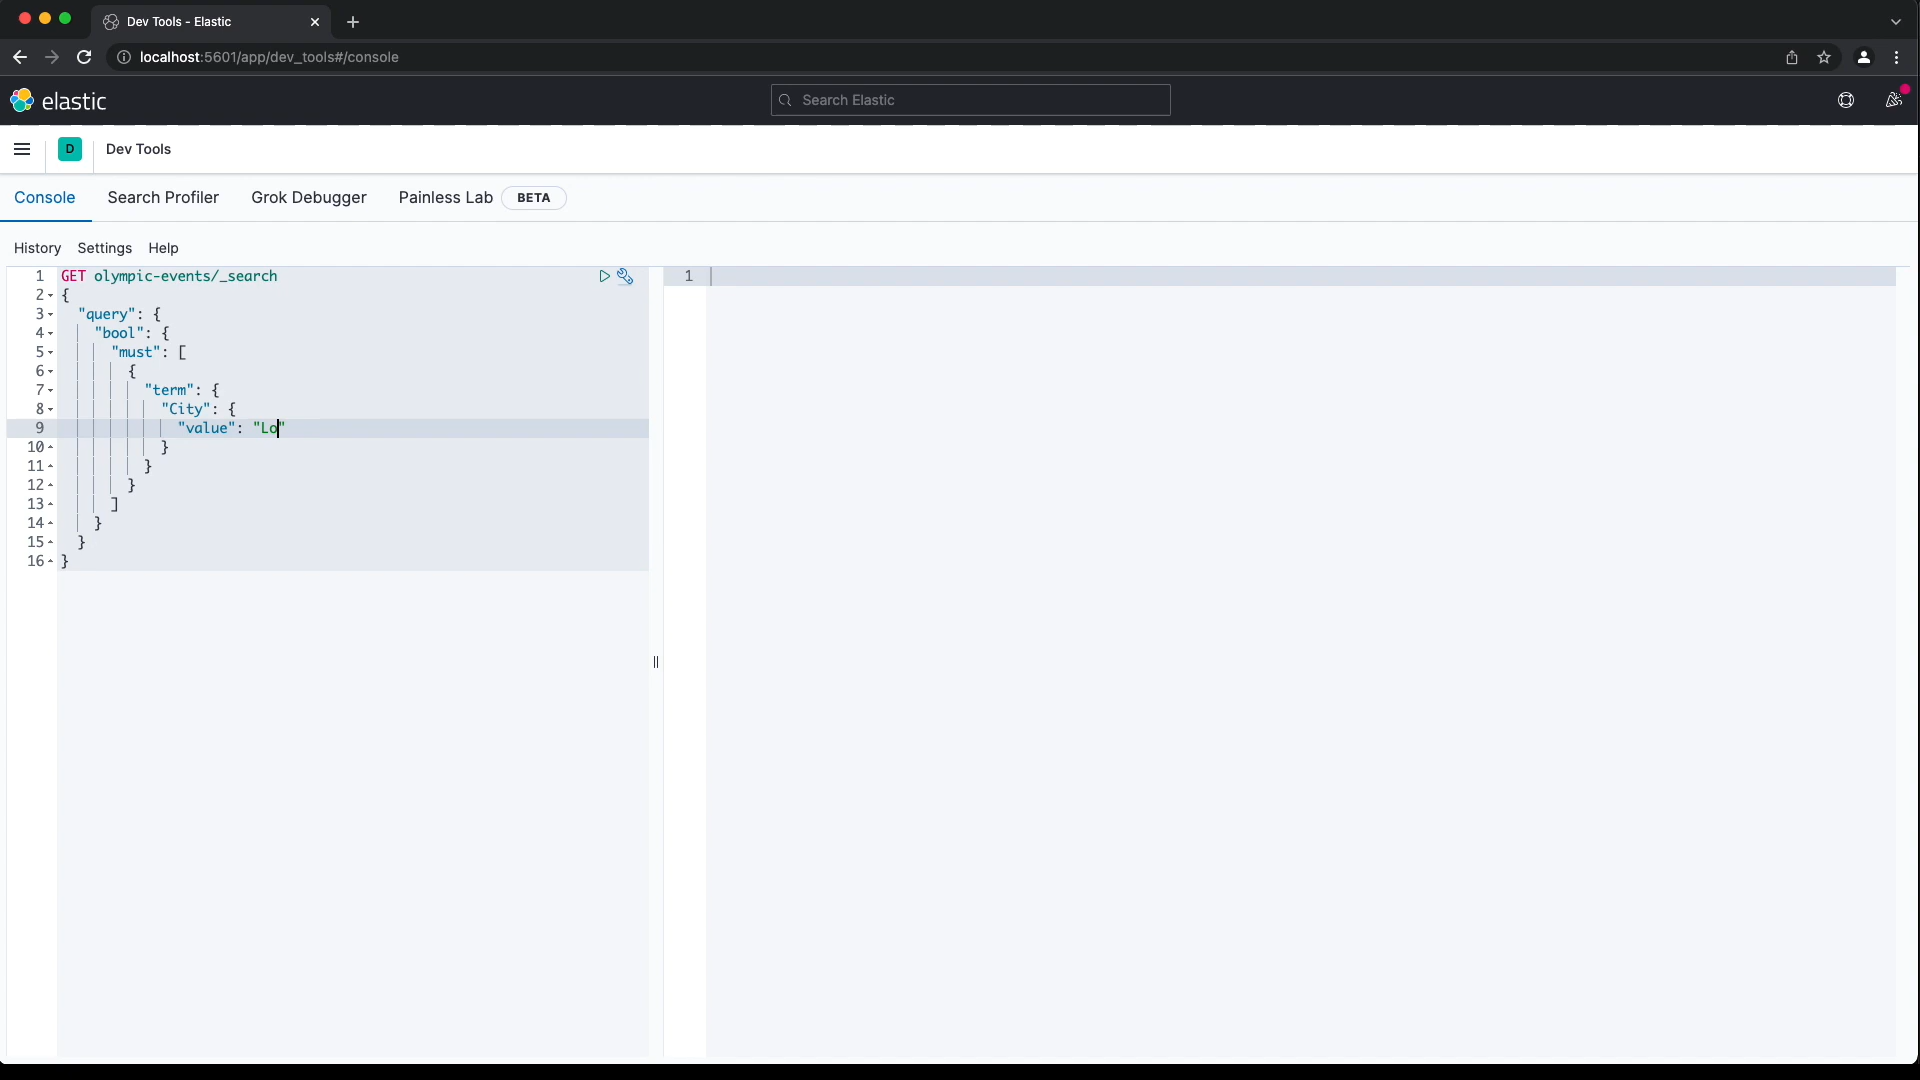 Dev Tools - Elastic
localhost:5601/app/dev_tools#/console
elastic
Search Elastic
D
Dev Tools
Console
Search Profiler
Grok Debugger
Painless Lab
BETA
History
Settings
Help
1 GET olympic-events/_search
2 {
3 "query": {
4 "bool": {
5 "must": [
6 {
7 "term": {
8 "City": {
9 "value": "Lo"
10 }
11 }
12 }
13 ]
14 }
15 }
16 }
1